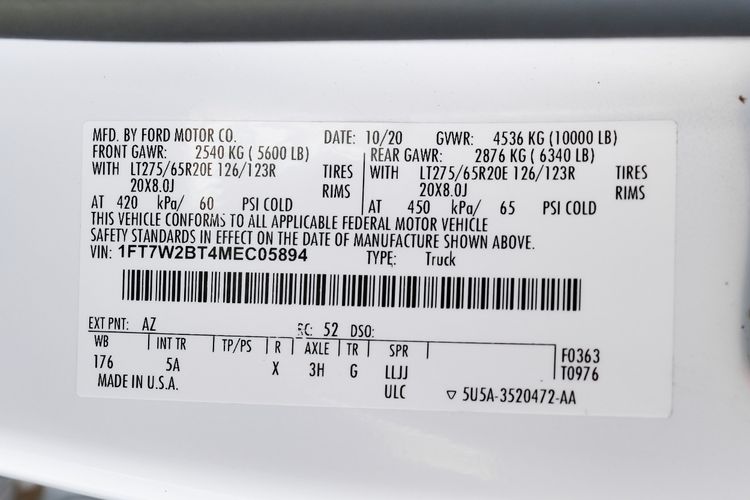 MFD. BY FORD MOTOR CO. DATE: 10/20 GVWR: 4536 KG (10000 LB)
FRONT GAWR: 2540 KG ( 5600 LB) REAR GAWR: 2876 KG ( 6340 LB)
WITH LT275/65R20E 126/123R TIRES WITH LT275/65R20E 126/123R TIRES
20X8.0J RIMS 20X8.0J RIMS
AT 420 kPa/ 60 PSI COLD AT 450 kPa/ 65 PSI COLD
THIS VEHICLE CONFORMS TO ALL APPLICABLE FEDERAL MOTOR VEHICLE
SAFETY STANDARDS IN EFFECT ON THE DATE OF MANUFACTURE SHOWN ABOVE.
VIN: 1FT7W2BT4MEC05894 TYPE: Truck
EXT PNT: AZ RC: 52 DSO:
WB INT TR TP/PS R AXLE TR SPR F0363
176 5A X 3H G LLJJ T0976
MADE IN U.S.A. ULC ▽ 5U5A-3520472-AA